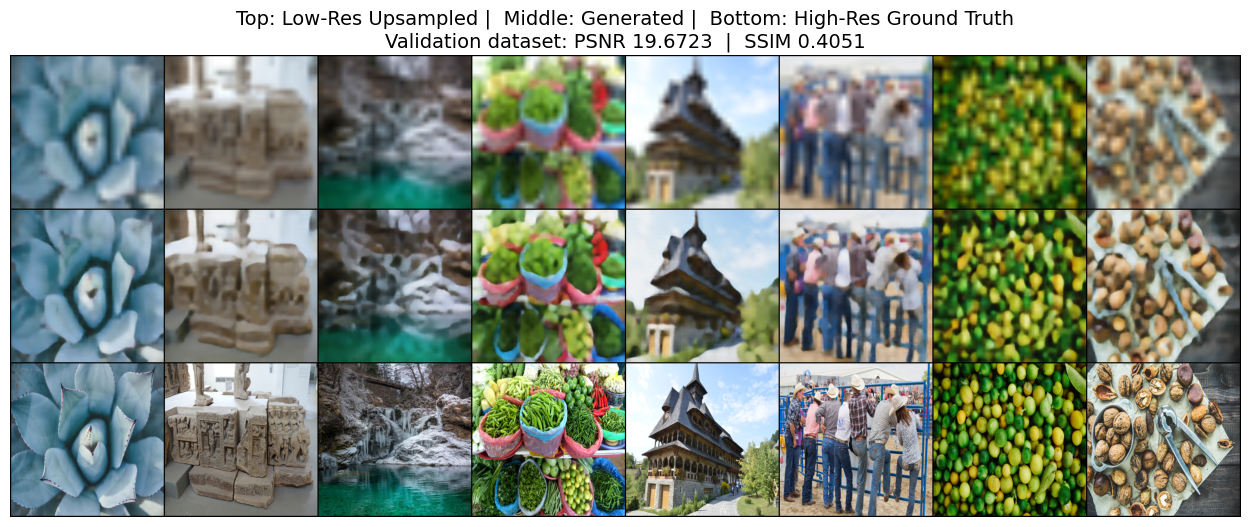 Top: Low-Res Upsampled |  Middle: Generated |  Bottom: High-Res Ground Truth
Validation dataset: PSNR 19.6723  |  SSIM 0.4051